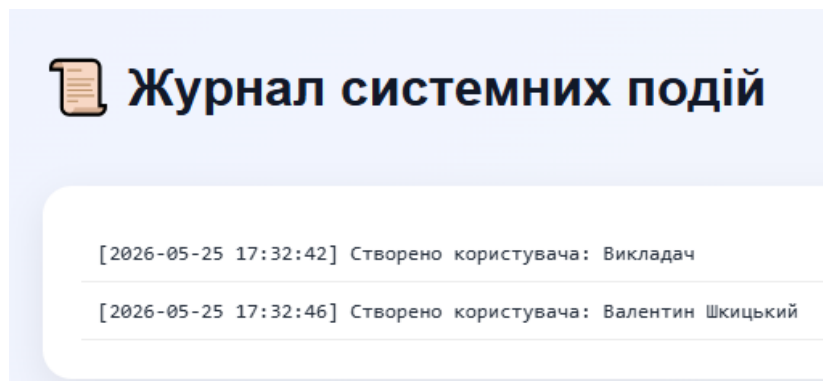 Журнал системних подій
[2026-05-25 17:32:42] Створено користувача: Викладач
[2026-05-25 17:32:46] Створено користувача: Валентин Шкицький